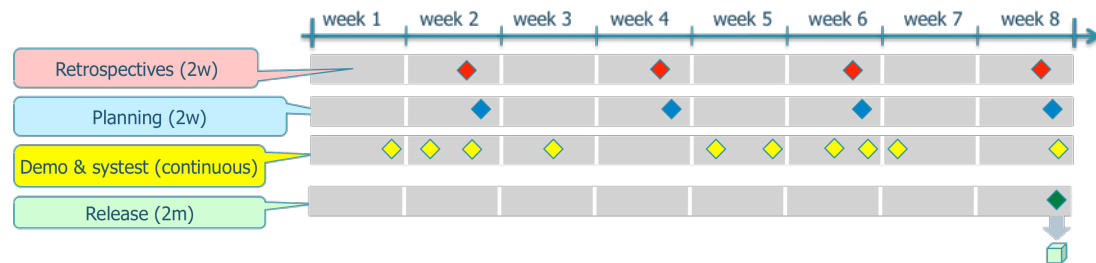 week 1 week 2 week 3 week 4 week 5 week 6 week 7 week 8
Retrospectives (2w)
Planning (2w)
Demo & systest (continuous)
Release (2m)